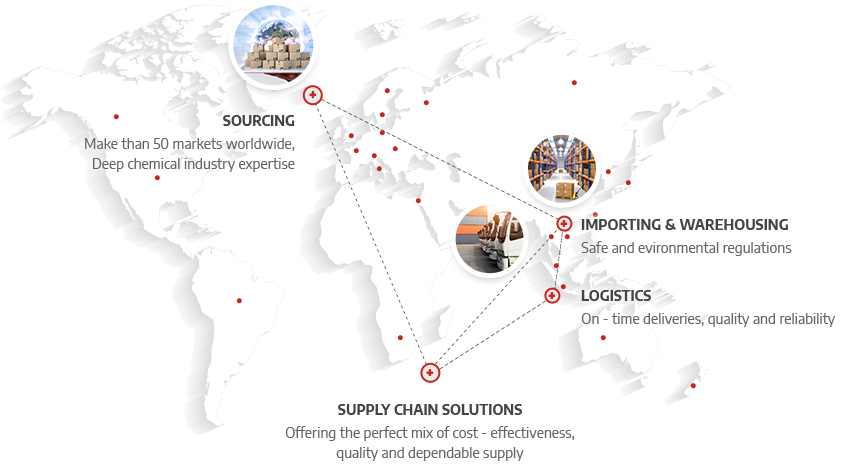 SOURCING
Make than 50 markets worldwide,
Deep chemical industry expertise
IMPORTING & WAREHOUSING
Safe and evironmental regulations
LOGISTICS
On - time deliveries, quality and reliability
SUPPLY CHAIN SOLUTIONS
Offering the perfect mix of cost - effectiveness,
quality and dependable supply